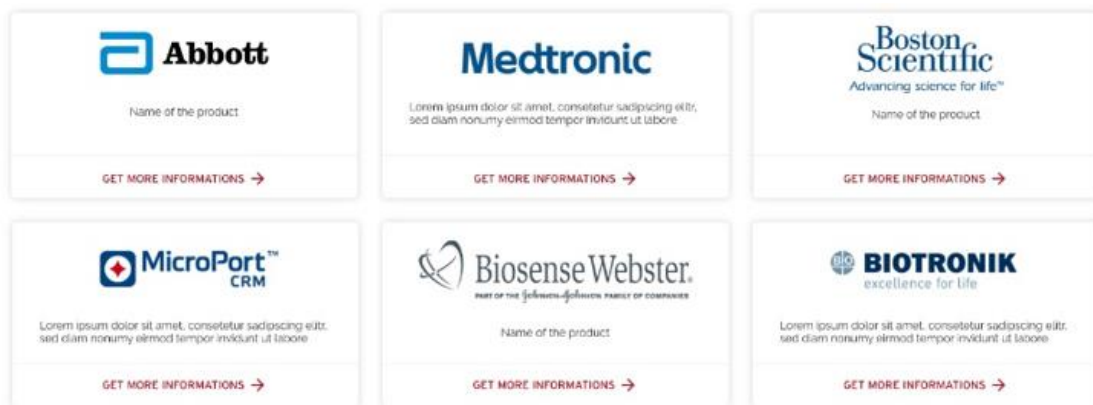 Abbott
Name of the product
GET MORE INFORMATIONS →
Medtronic
Lorem ipsum dolor sit amet, consetetur sadipscing elitr,
sed diam nonumy eirmod tempor invidunt ut labore
GET MORE INFORMATIONS →
Boston
Scientific
Advancing science for life™
Name of the product
GET MORE INFORMATIONS →
MicroPort™
CRM
Lorem ipsum dolor sit amet, consetetur sadipscing elitr,
sed diam nonumy eirmod tempor invidunt ut labore
GET MORE INFORMATIONS →
Biosense Webster.
PART OF THE Johnson & Johnson FAMILY OF COMPANIES
Name of the product
GET MORE INFORMATIONS →
BIO BIOTRONIK
excellence for life
Lorem ipsum dolor sit amet, consetetur sadipscing elitr,
sed diam nonumy eirmod tempor invidunt ut labore
GET MORE INFORMATIONS →